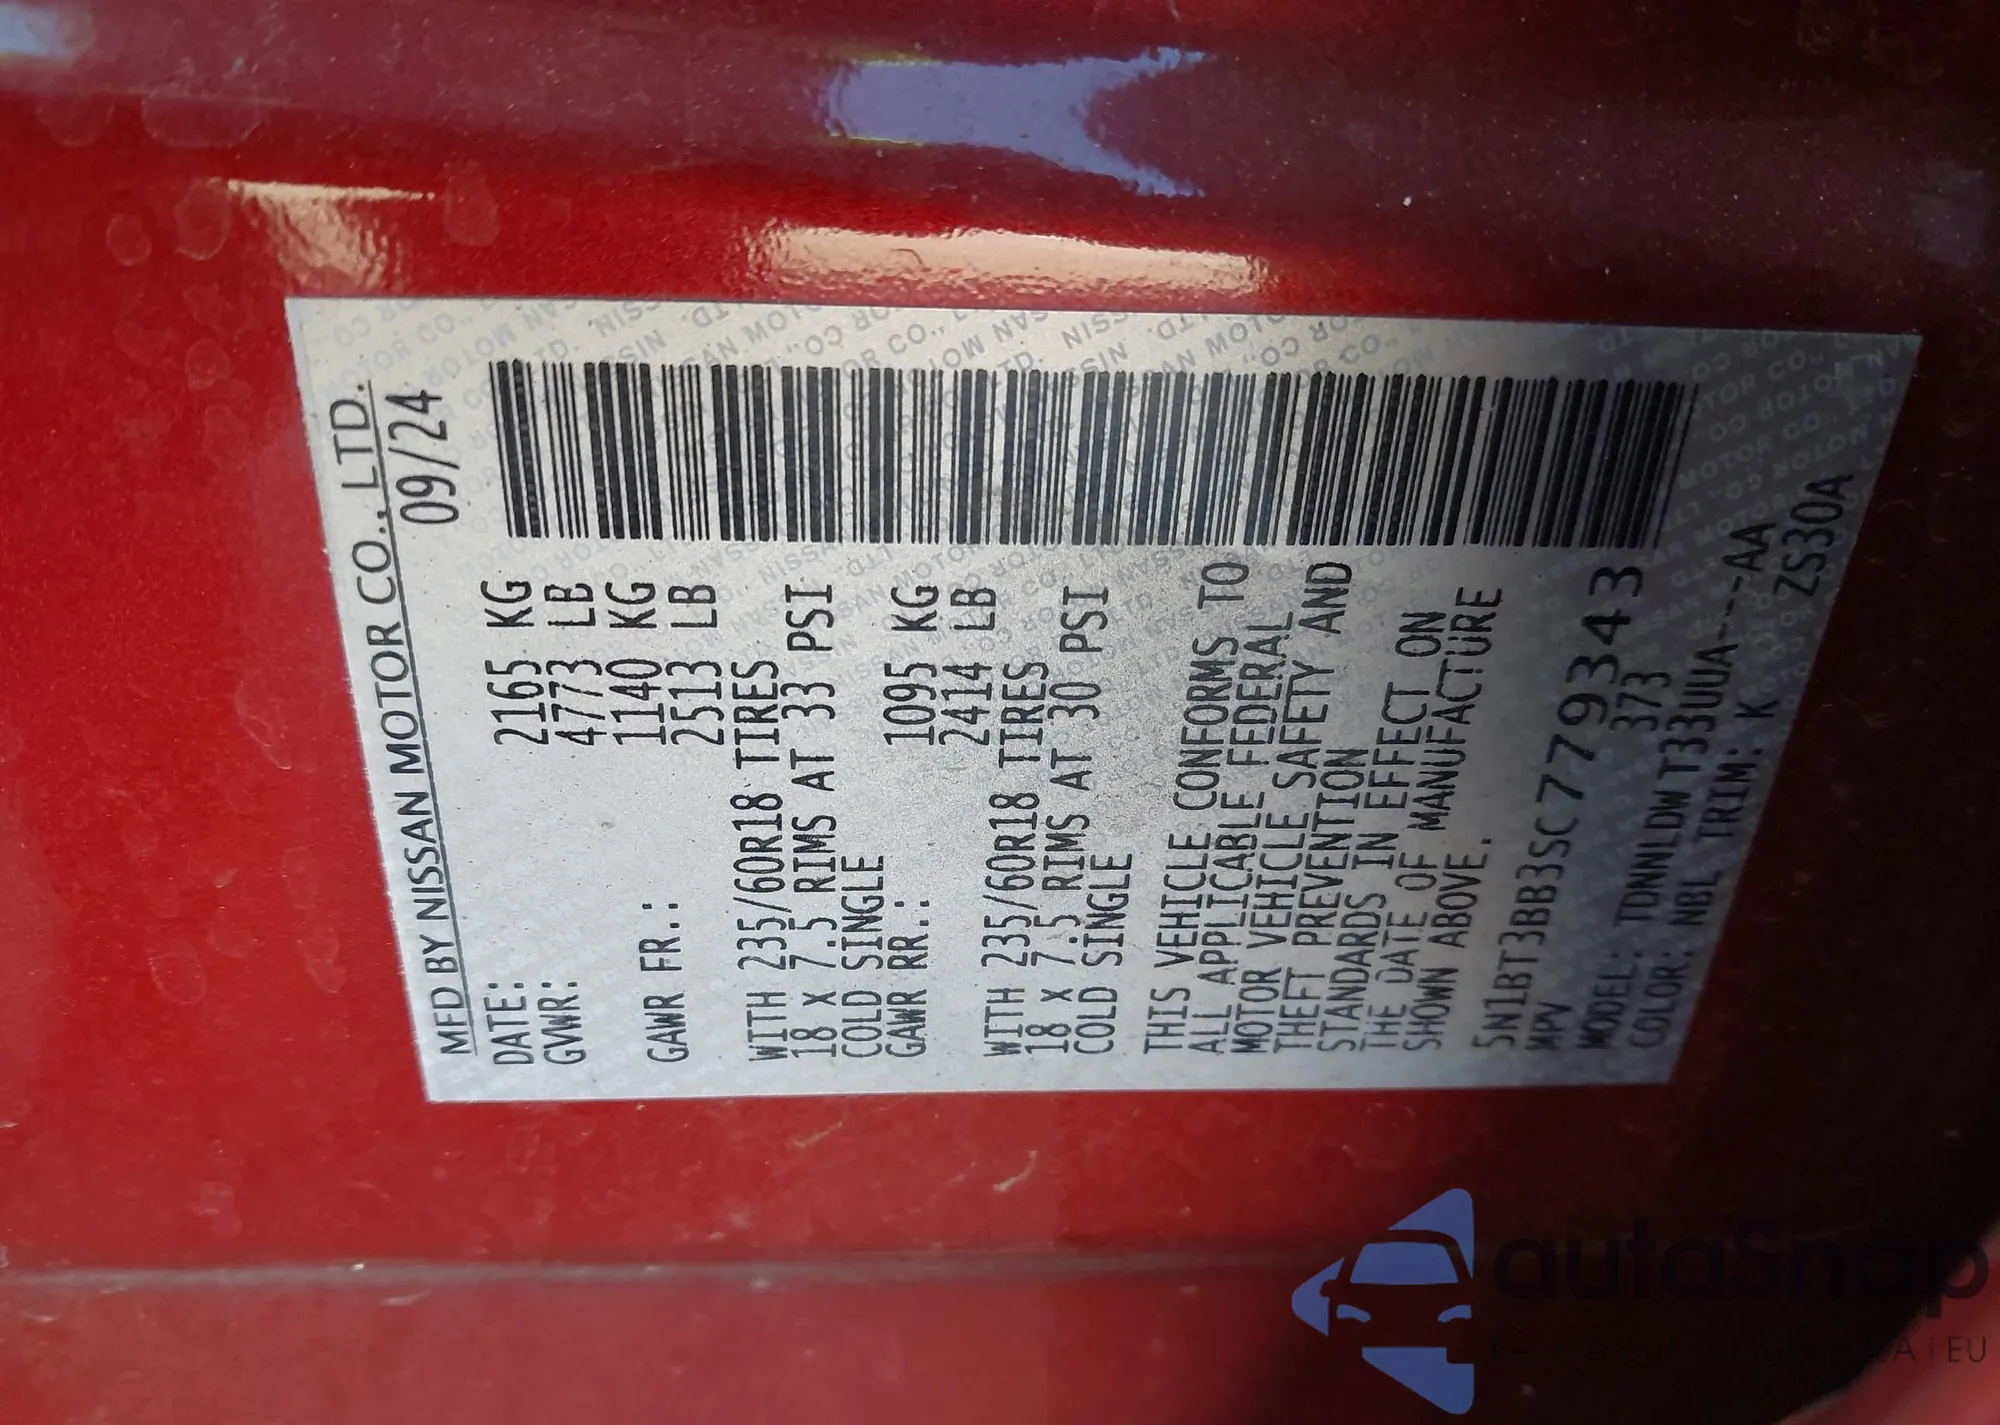 MFD BY NISSAN MOTOR CO., LTD.
DATE: 09/24
GVWR: 2165 KG
4773 LB
GAWR FR.: 1140 KG
2513 LB
WITH 235/60R18 TIRES
18 X 7.5 RIMS AT 33 PSI
COLD SINGLE
GAWR RR.: 1095 KG
2414 LB
WITH 235/60R18 TIRES
18 X 7.5 RIMS AT 30 PSI
COLD SINGLE
THIS VEHICLE CONFORMS TO
ALL APPLICABLE FEDERAL
MOTOR VEHICLE SAFETY AND
THEFT PREVENTION
STANDARDS IN EFFECT ON
THE DATE OF MANUFACTURE
SHOWN ABOVE.
5N1BT3BB3SC779343
MPV 373
MODEL: TDNNLDWT33UUA----AA
COLOR: NBL TRIM: K ZS30A
autoSnap